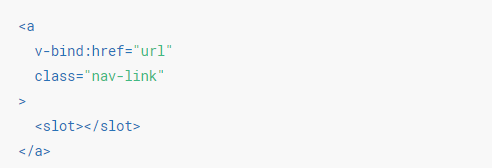 <a
  v-bind:href="url"
  class="nav-link"
>
  <slot></slot>
</a>